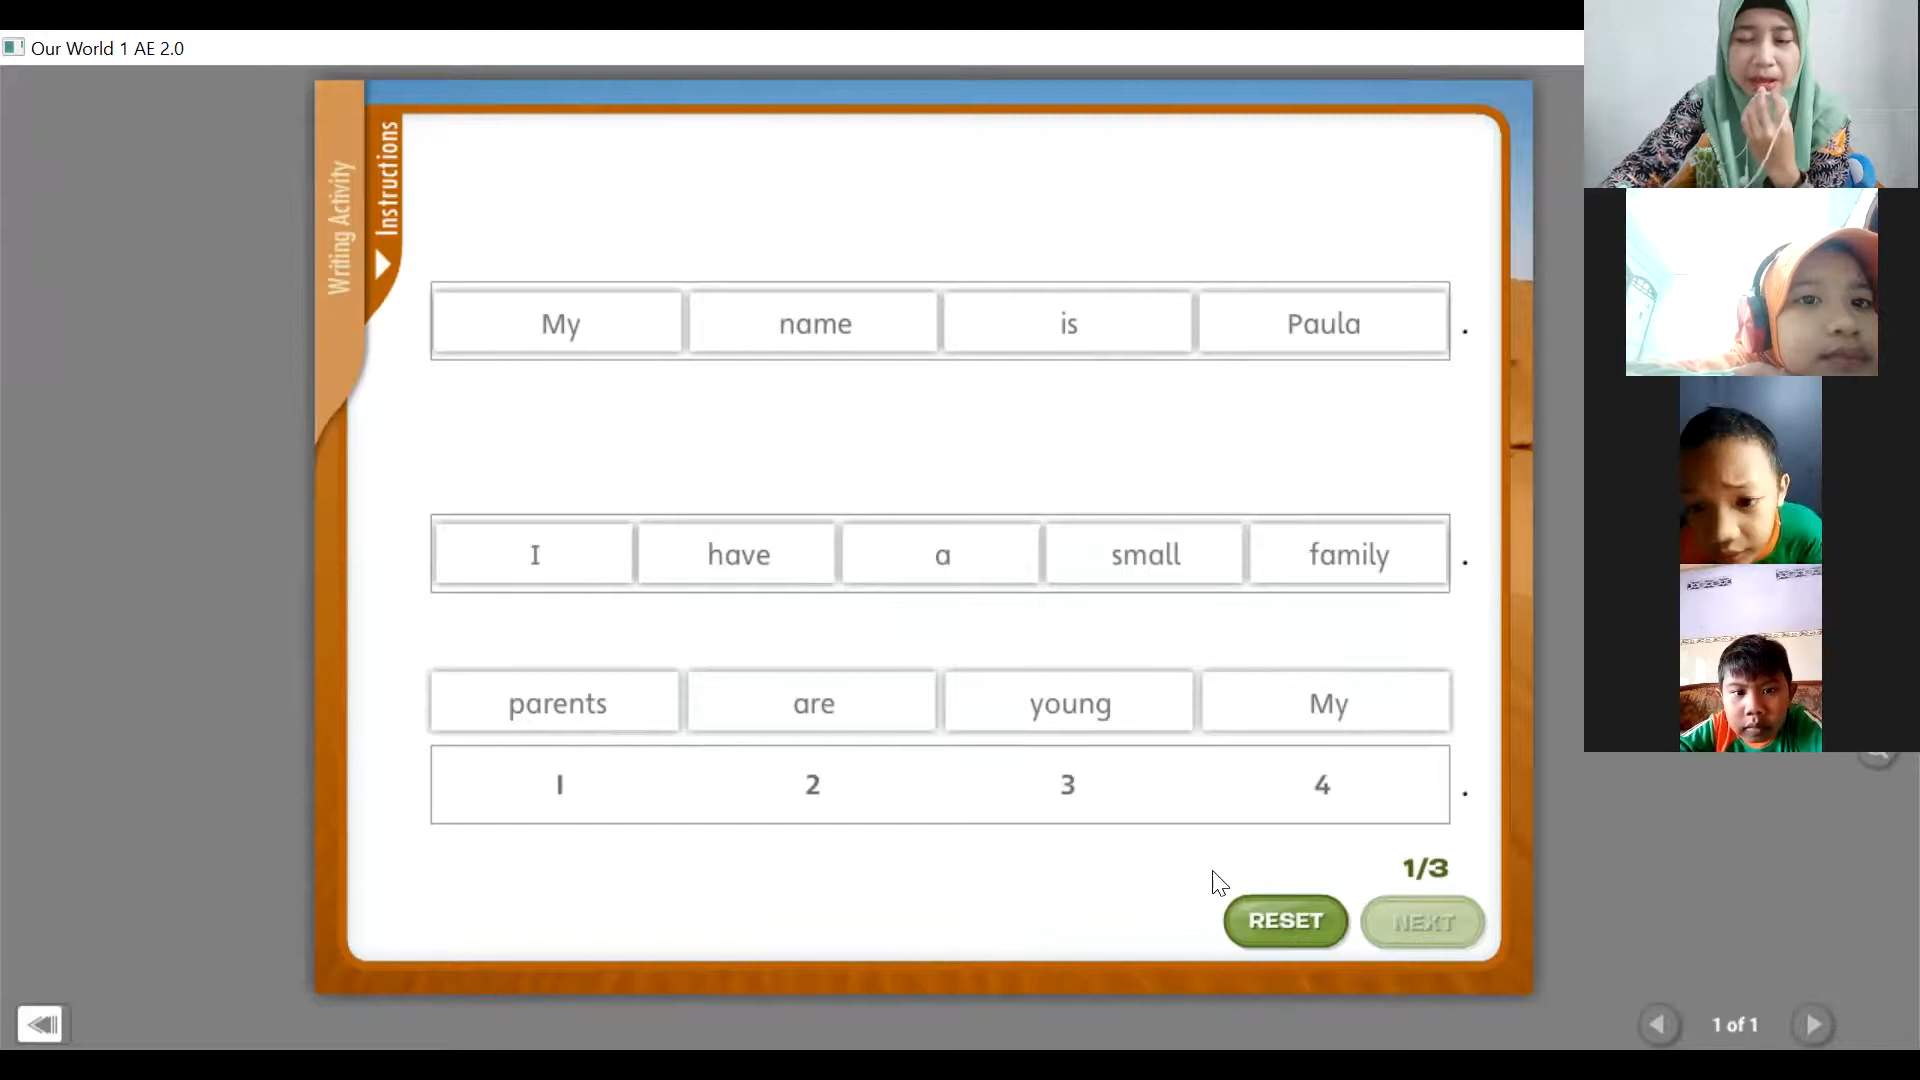 Our World 1 AE 2.0
Writing Activity
Instructions
My name is Paula .
I have a small family .
parents are young My
1 2 3 4 .
1/3
RESET NEXT
1 of 1